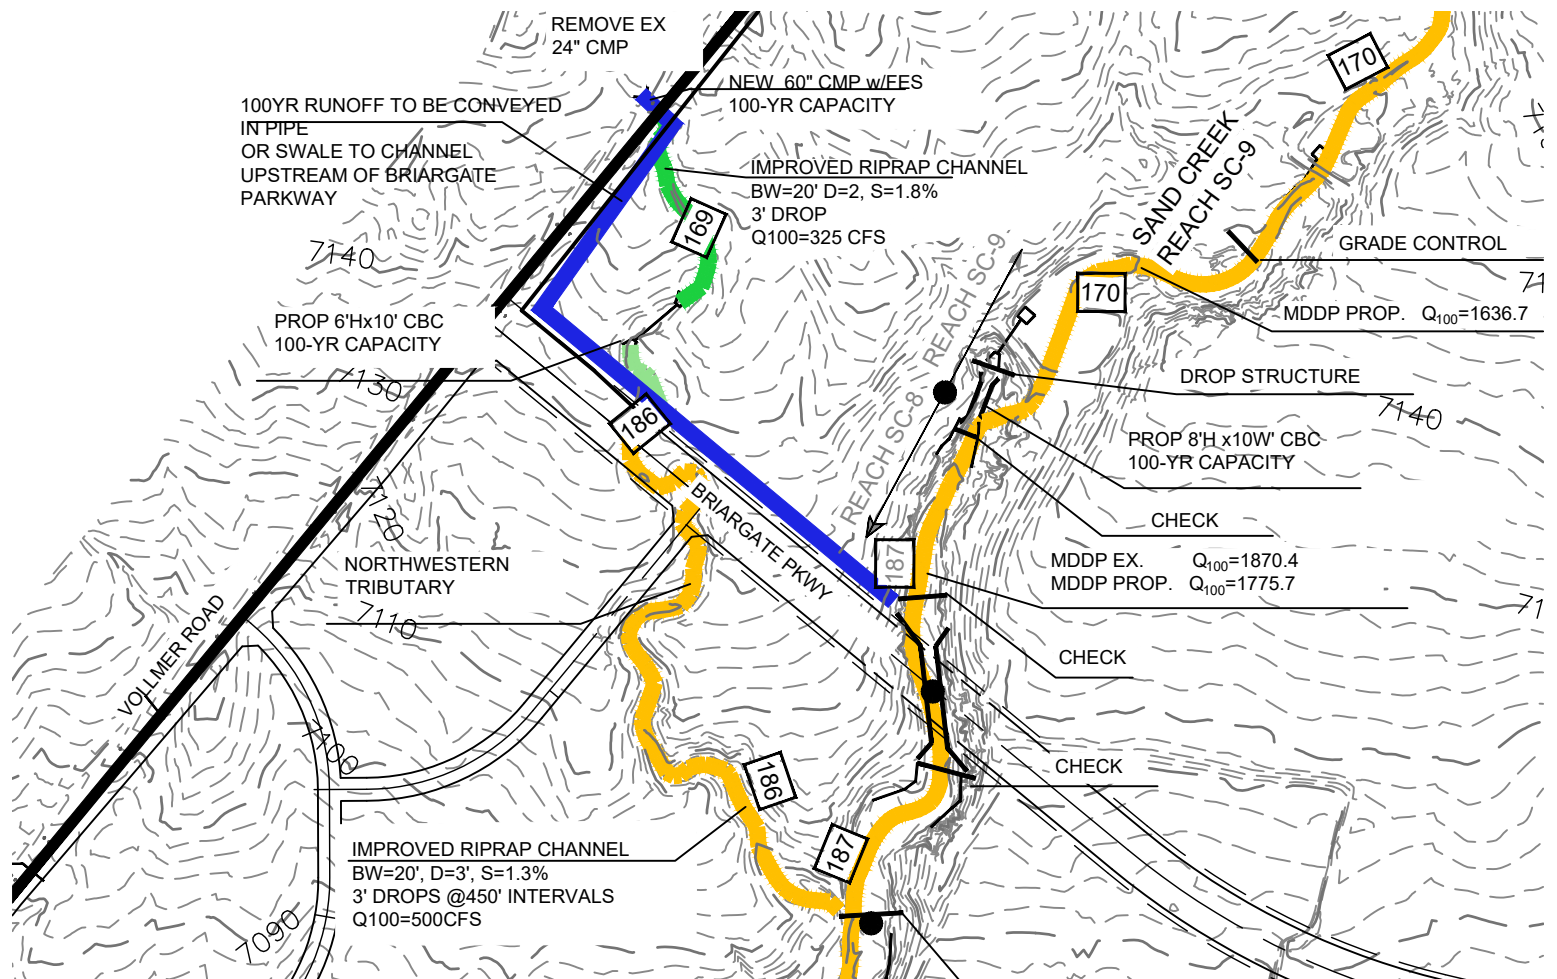 REMOVE EX
24" CMP
NEW 60" CMP w/FES
100-YR CAPACITY
100YR RUNOFF TO BE CONVEYED
IN PIPE
OR SWALE TO CHANNEL
UPSTREAM OF BRIARGATE
PARKWAY
IMPROVED RIPRAP CHANNEL
BW=20' D=2, S=1.8%
3' DROP
Q100=325 CFS
169
170
SAND CREEK
REACH SC-9
GRADE CONTROL
7140
170
MDDP PROP. Q100=1636.7
PROP 6'Hx10' CBC
100-YR CAPACITY
REACH SC-9
REACH SC-8
7130
DROP STRUCTURE
7140
186
PROP 8'H x10W' CBC
100-YR CAPACITY
7120
BRIARGATE PKWY
CHECK
NORTHWESTERN
TRIBUTARY
187
MDDP EX. Q100=1870.4
MDDP PROP. Q100=1775.7
7110
VOLLMER ROAD
CHECK
7100
186
CHECK
187
IMPROVED RIPRAP CHANNEL
BW=20', D=3', S=1.3%
3' DROPS @450' INTERVALS
Q100=500CFS
7090